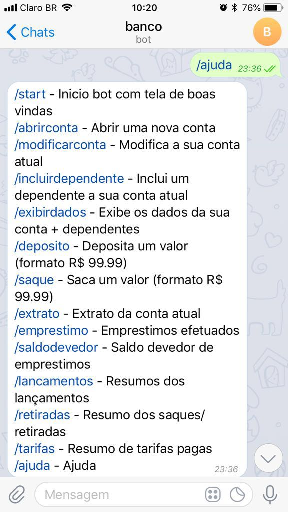 Claro BR 10:20 76%
Chats
banco
bot
B
/ajuda 23:36
/start - Inicio bot com tela de boas
vindas
/abrirconta - Abrir uma nova conta
/modificarconta - Modifica a sua conta
atual
/incluirdependente - Inclui um
dependente a sua conta atual
/exibirdados - Exibe os dados da sua
conta + dependentes
/deposito - Deposita um valor
(formato R$ 99.99)
/saque - Saca um valor (formato R$
99.99)
/extrato - Extrato da conta atual
/emprestimo - Emprestimos efetuados
/saldodevedor - Saldo devedor de
emprestimos
/lancamentos - Resumos dos
lançamentos
/retiradas - Resumo dos saques/
retiradas
/tarifas - Resumo de tarifas pagas
/ajuda - Ajuda
23:36
Mensagem